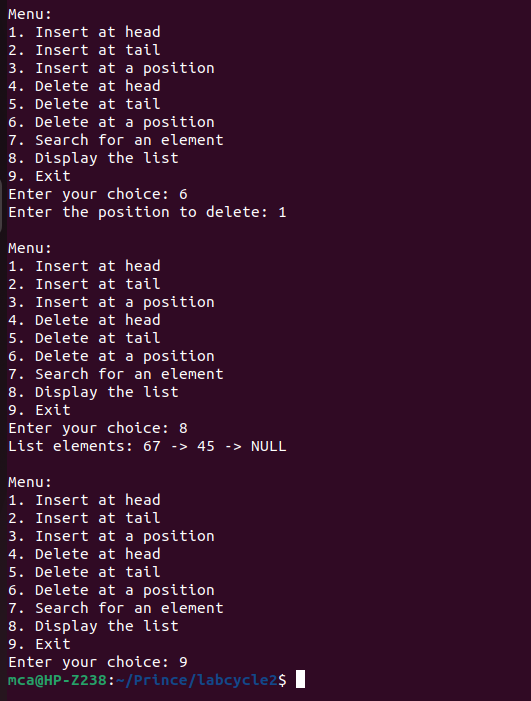 Menu:
1. Insert at head
2. Insert at tail
3. Insert at a position
4. Delete at head
5. Delete at tail
6. Delete at a position
7. Search for an element
8. Display the list
9. Exit
Enter your choice: 6
Enter the position to delete: 1

Menu:
1. Insert at head
2. Insert at tail
3. Insert at a position
4. Delete at head
5. Delete at tail
6. Delete at a position
7. Search for an element
8. Display the list
9. Exit
Enter your choice: 8
List elements: 67 -> 45 -> NULL

Menu:
1. Insert at head
2. Insert at tail
3. Insert at a position
4. Delete at head
5. Delete at tail
6. Delete at a position
7. Search for an element
8. Display the list
9. Exit
Enter your choice: 9
mca@HP-Z238:~/Prince/labcycle2$